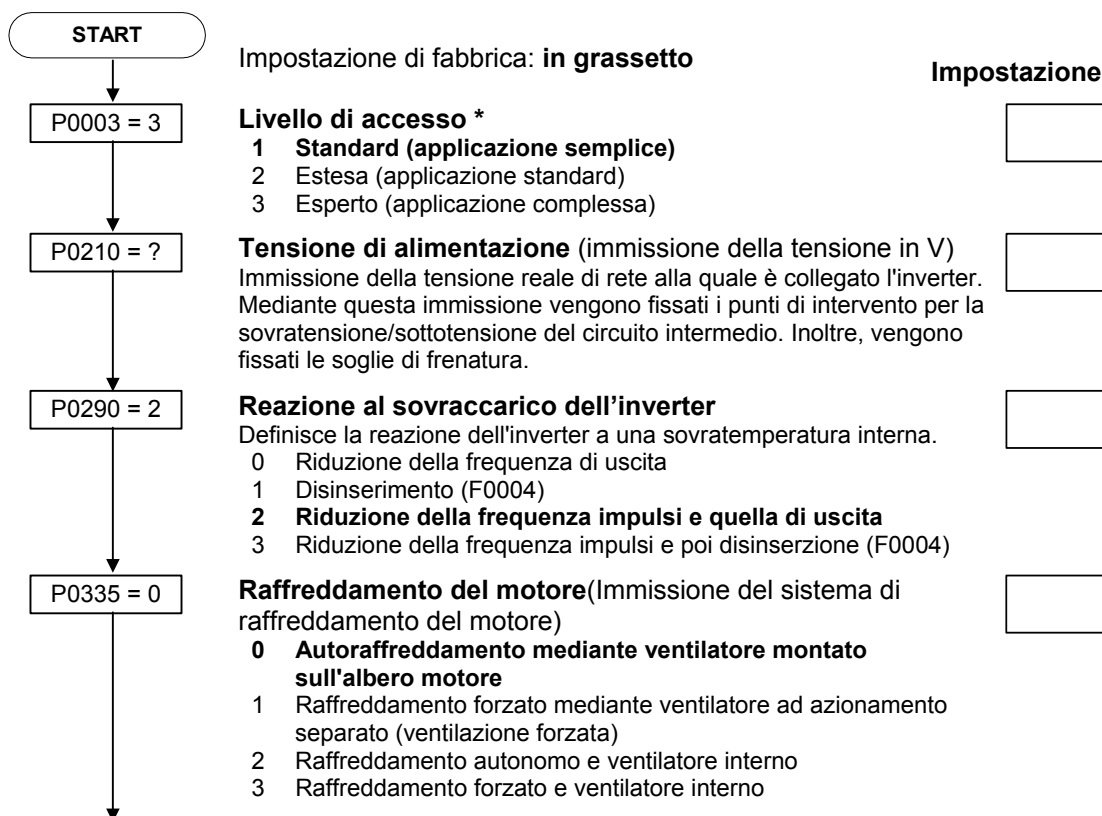 START
Impostazione di fabbrica: in grassetto
Impostazione
P0003 = 3
Livello di accesso *
1 Standard (applicazione semplice)
2 Estesa (applicazione standard)
3 Esperto (applicazione complessa)
P0210 = ?
Tensione di alimentazione (immissione della tensione in V)
Immissione della tensione reale di rete alla quale è collegato l'inverter.
Mediante questa immissione vengono fissati i punti di intervento per la
sovratensione/sottotensione del circuito intermedio. Inoltre, vengono
fissati le soglie di frenatura.
P0290 = 2
Reazione al sovraccarico dell’inverter
Definisce la reazione dell'inverter a una sovratemperatura interna.
0 Riduzione della frequenza di uscita
1 Disinserimento (F0004)
2 Riduzione della frequenza impulsi e quella di uscita
3 Riduzione della frequenza impulsi e poi disinserzione (F0004)
P0335 = 0
Raffreddamento del motore(Immissione del sistema di
raffreddamento del motore)
0 Autoraffreddamento mediante ventilatore montato
sull'albero motore
1 Raffreddamento forzato mediante ventilatore ad azionamento
separato (ventilazione forzata)
2 Raffreddamento autonomo e ventilatore interno
3 Raffreddamento forzato e ventilatore interno